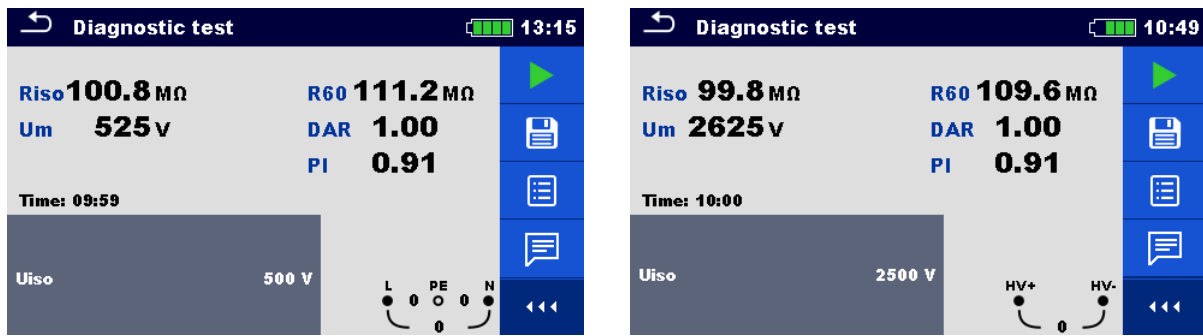 Diagnostic test 13:15
Riso 100.8 MΩ R60 111.2 MΩ
Um 525 V DAR 1.00
PI 0.91
Time: 09:59
Uiso 500 V
L PE N
0 0
0
Diagnostic test 10:49
Riso 99.8 MΩ R60 109.6 MΩ
Um 2625 V DAR 1.00
PI 0.91
Time: 10:00
Uiso 2500 V
HV+ HV-
0